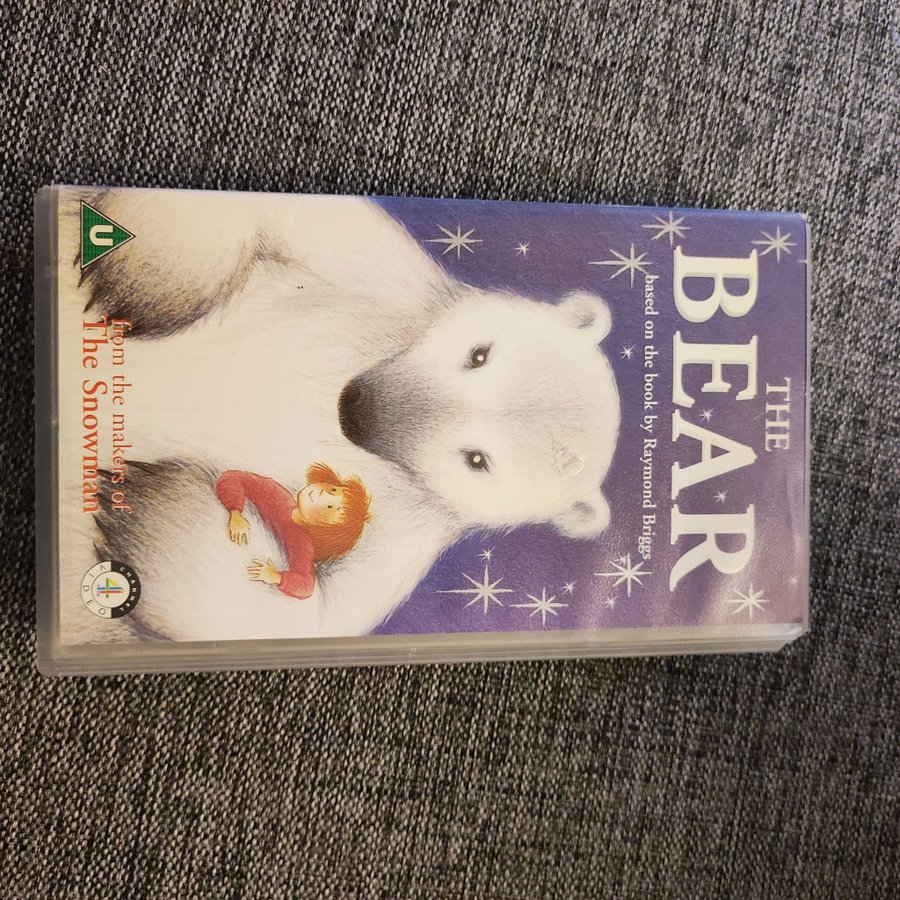 THE
BEAR
based on the book by Raymond Briggs
from the makers of
The Snowman
U
CHANNEL
4
VIDEO